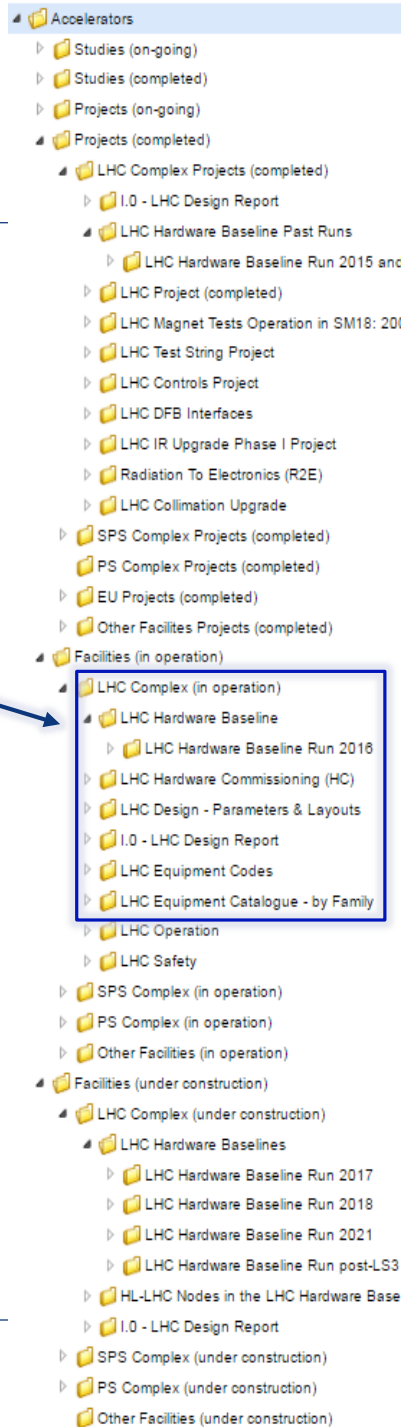 Accelerators
Studies (on-going)
Studies (completed)
Projects (on-going)
Projects (completed)
LHC Complex Projects (completed)
I.0 - LHC Design Report
LHC Hardware Baseline Past Runs
LHC Hardware Baseline Run 2015 and
LHC Project (completed)
LHC Magnet Tests Operation in SM18: 200
LHC Test String Project
LHC Controls Project
LHC DFB Interfaces
LHC IR Upgrade Phase I Project
Radiation To Electronics (R2E)
LHC Collimation Upgrade
SPS Complex Projects (completed)
PS Complex Projects (completed)
EU Projects (completed)
Other Facilites Projects (completed)
Facilities (in operation)
LHC Complex (in operation)
LHC Hardware Baseline
LHC Hardware Baseline Run 2016
LHC Hardware Commissioning (HC)
LHC Design - Parameters & Layouts
I.0 - LHC Design Report
LHC Equipment Codes
LHC Equipment Catalogue - by Family
LHC Operation
LHC Safety
SPS Complex (in operation)
PS Complex (in operation)
Other Facilities (in operation)
Facilities (under construction)
LHC Complex (under construction)
LHC Hardware Baselines
LHC Hardware Baseline Run 2017
LHC Hardware Baseline Run 2018
LHC Hardware Baseline Run 2021
LHC Hardware Baseline Run post-LS3
HL-LHC Nodes in the LHC Hardware Base
I.0 - LHC Design Report
SPS Complex (under construction)
PS Complex (under construction)
Other Facilities (under construction)